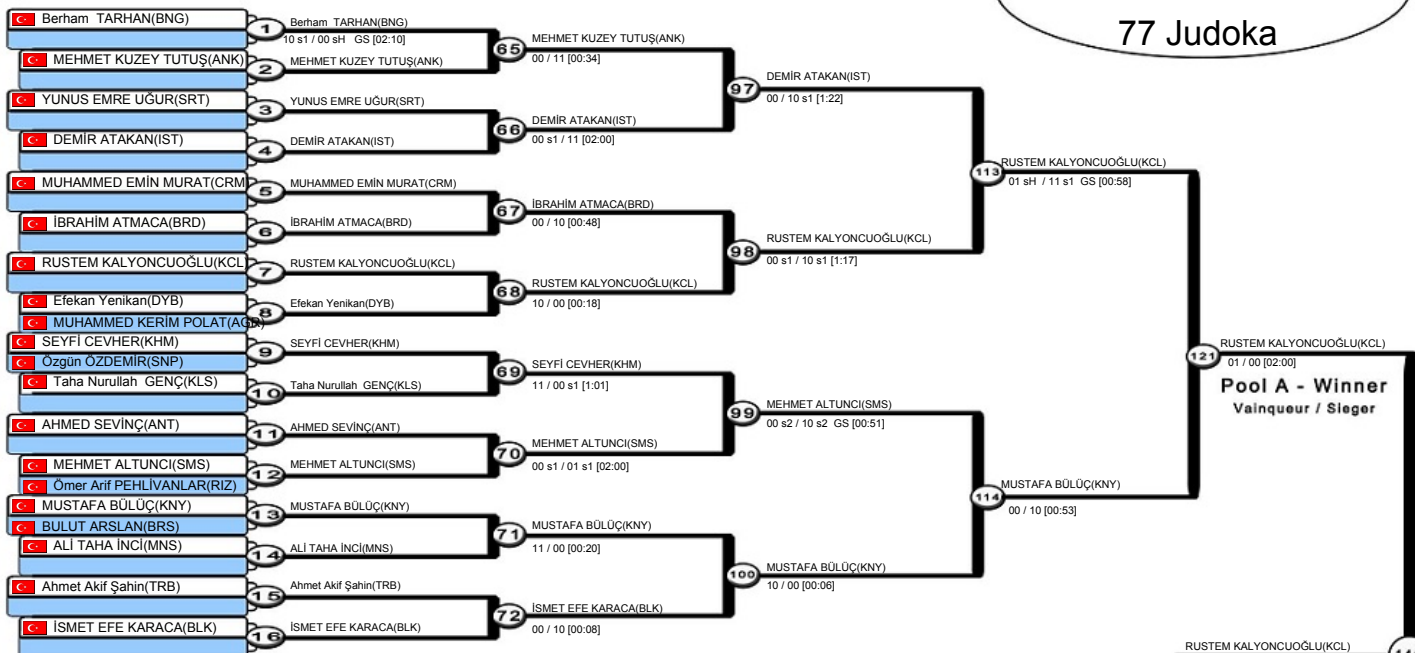 77 Judoka
Berham TARHAN(BNG)
MEHMET KUZEY TUTUŞ(ANK)
YUNUS EMRE UĞUR(SRT)
DEMİR ATAKAN(IST)
MUHAMMED EMİN MURAT(CRM
İBRAHİM ATMACA(BRD)
RUSTEM KALYONCUOĞLU(KCL)
Efekan Yenikan(DYB)
MUHAMMED KERİM POLAT(AGR)
SEYFİ CEVHER(KHM)
Özgün ÖZDEMİR(SNP)
Taha Nurullah GENÇ(KLS)
AHMED SEVİNÇ(ANT)
MEHMET ALTUNCI(SMS)
Ömer Arif PEHLİVANLAR(RIZ)
MUSTAFA BÜLÜÇ(KNY)
BULUT ARSLAN(BRS)
ALİ TAHA İNCİ(MNS)
Ahmet Akif Şahin(TRB)
İSMET EFE KARACA(BLK)
1
2
3
4
5
6
7
8
9
10
11
12
13
14
15
16
Berham TARHAN(BNG)
10 s1 / 00 sH GS [02:10]
MEHMET KUZEY TUTUŞ(ANK)
YUNUS EMRE UĞUR(SRT)
DEMİR ATAKAN(IST)
MUHAMMED EMİN MURAT(CRM)
İBRAHİM ATMACA(BRD)
RUSTEM KALYONCUOĞLU(KCL)
Efekan Yenikan(DYB)
SEYFİ CEVHER(KHM)
Taha Nurullah GENÇ(KLS)
AHMED SEVİNÇ(ANT)
MEHMET ALTUNCI(SMS)
MUSTAFA BÜLÜÇ(KNY)
ALİ TAHA İNCİ(MNS)
Ahmet Akif Şahin(TRB)
İSMET EFE KARACA(BLK)
65
MEHMET KUZEY TUTUŞ(ANK)
00 / 11 [00:34]
66
DEMİR ATAKAN(IST)
00 s1 / 11 [02:00]
67
İBRAHİM ATMACA(BRD)
00 / 10 [00:48]
68
RUSTEM KALYONCUOĞLU(KCL)
10 / 00 [00:18]
69
SEYFİ CEVHER(KHM)
11 / 00 s1 [1:01]
70
MEHMET ALTUNCI(SMS)
00 s1 / 01 s1 [02:00]
71
MUSTAFA BÜLÜÇ(KNY)
11 / 00 [00:20]
72
İSMET EFE KARACA(BLK)
00 / 10 [00:08]
97
DEMİR ATAKAN(IST)
00 / 10 s1 [1:22]
98
RUSTEM KALYONCUOĞLU(KCL)
00 s1 / 10 s1 [1:17]
99
MEHMET ALTUNCI(SMS)
00 s2 / 10 s2 GS [00:51]
100
MUSTAFA BÜLÜÇ(KNY)
10 / 00 [00:06]
113
RUSTEM KALYONCUOĞLU(KCL)
01 sH / 11 s1 GS [00:58]
114
MUSTAFA BÜLÜÇ(KNY)
00 / 10 [00:53]
121
RUSTEM KALYONCUOĞLU(KCL)
01 / 00 [02:00]
Pool A - Winner
Vainqueur / Sieger
RUSTEM KALYONCUOĞLU(KCL)